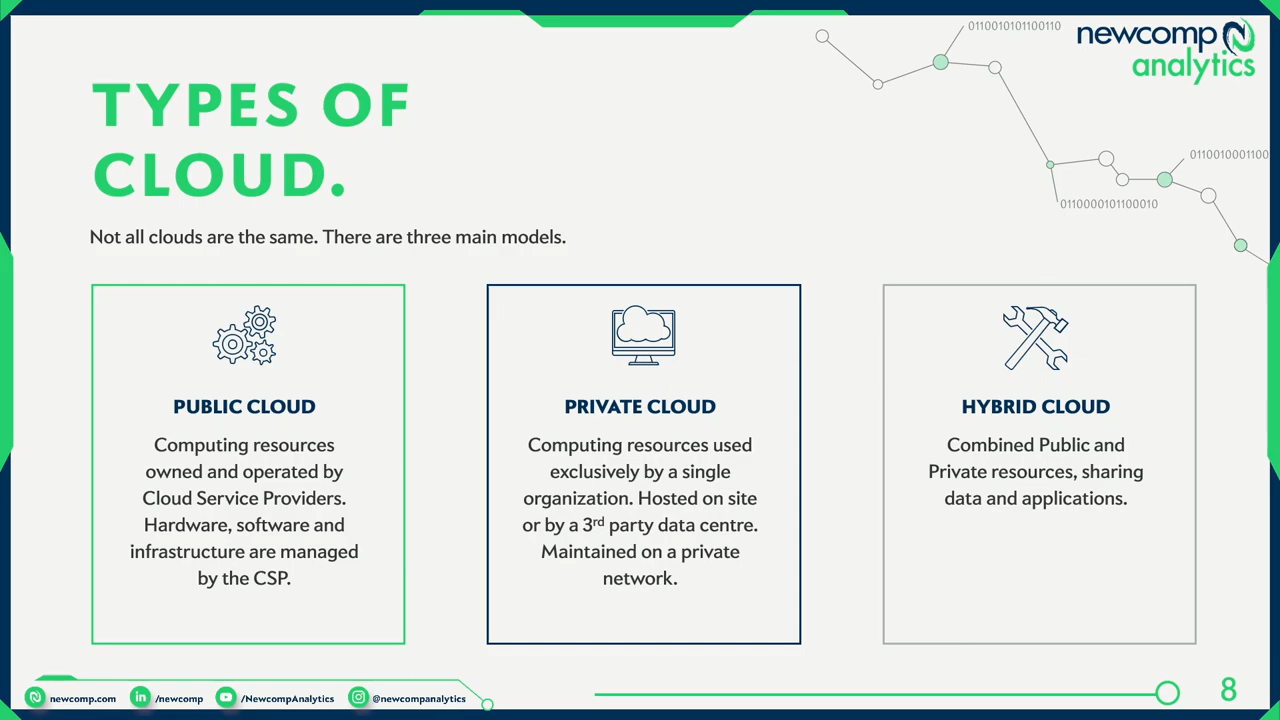 0110010101100110
newcomp
analytics
TYPES OF
CLOUD.
0110010001100
0110000101100010
Not all clouds are the same. There are three main models.
PUBLIC CLOUD
Computing resources
owned and operated by
Cloud Service Providers.
Hardware, software and
infrastructure are managed
by the CSP.
PRIVATE CLOUD
Computing resources used
exclusively by a single
organization. Hosted on site
or by a 3rd party data centre.
Maintained on a private
network.
HYBRID CLOUD
Combined Public and
Private resources, sharing
data and applications.
newcomp.com
/newcomp
/NewcompAnalytics
@newcompanalytics
8